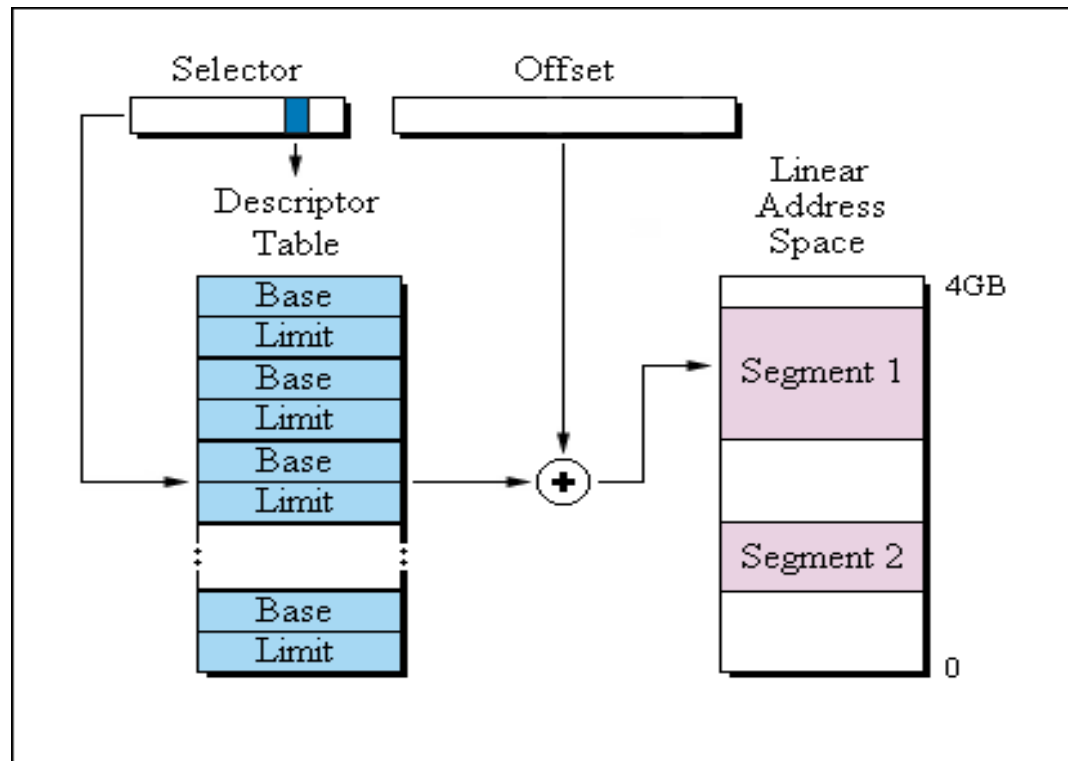 Selector
Offset
Descriptor
Table
Linear
Address
Space
Base
Limit
Base
Limit
Base
Limit
Base
Limit
4GB
Segment 1
Segment 2
0